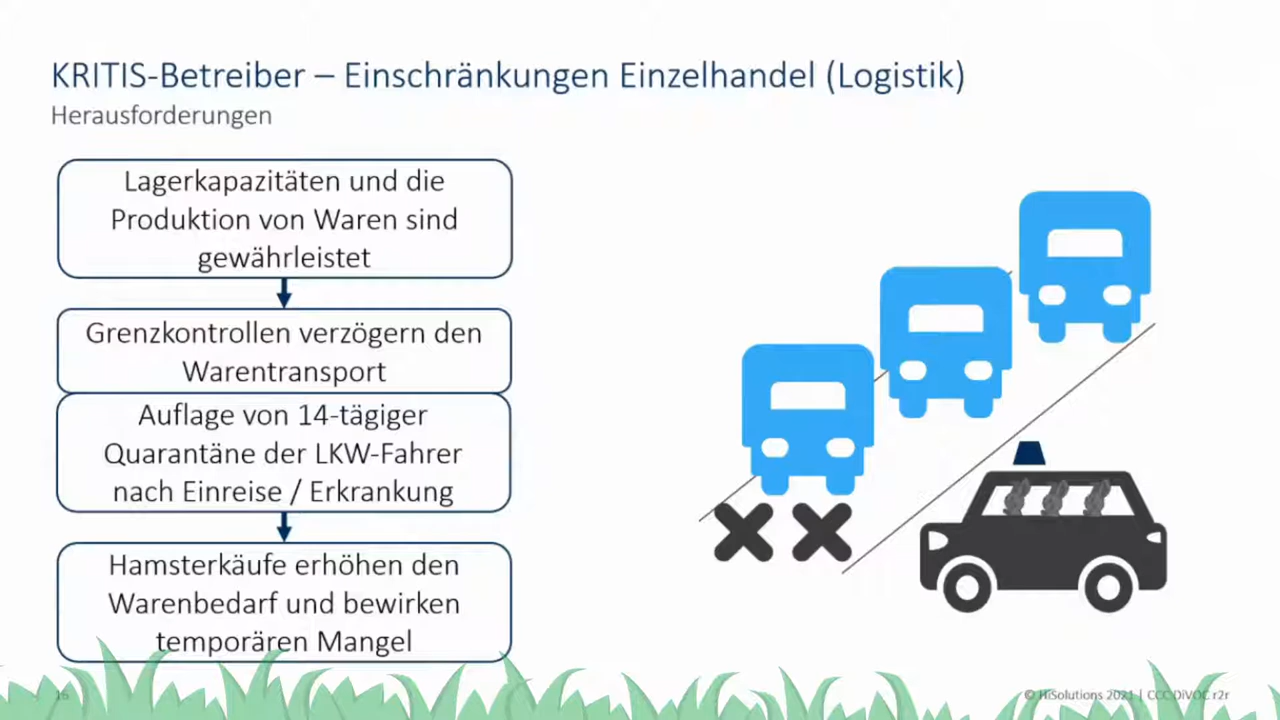 KRITIS-Betreiber – Einschränkungen Einzelhandel (Logistik)
Herausforderungen
Lagerkapazitäten und die
Produktion von Waren sind
gewährleistet
Grenzkontrollen verzögern den
Warentransport
Auflage von 14-tägiger
Quarantäne der LKW-Fahrer
nach Einreise / Erkrankung
Hamsterkäufe erhöhen den
Warenbedarf und bewirken
temporären Mangel
16
© HiSolutions 2021 | CCC DiVOC r2r